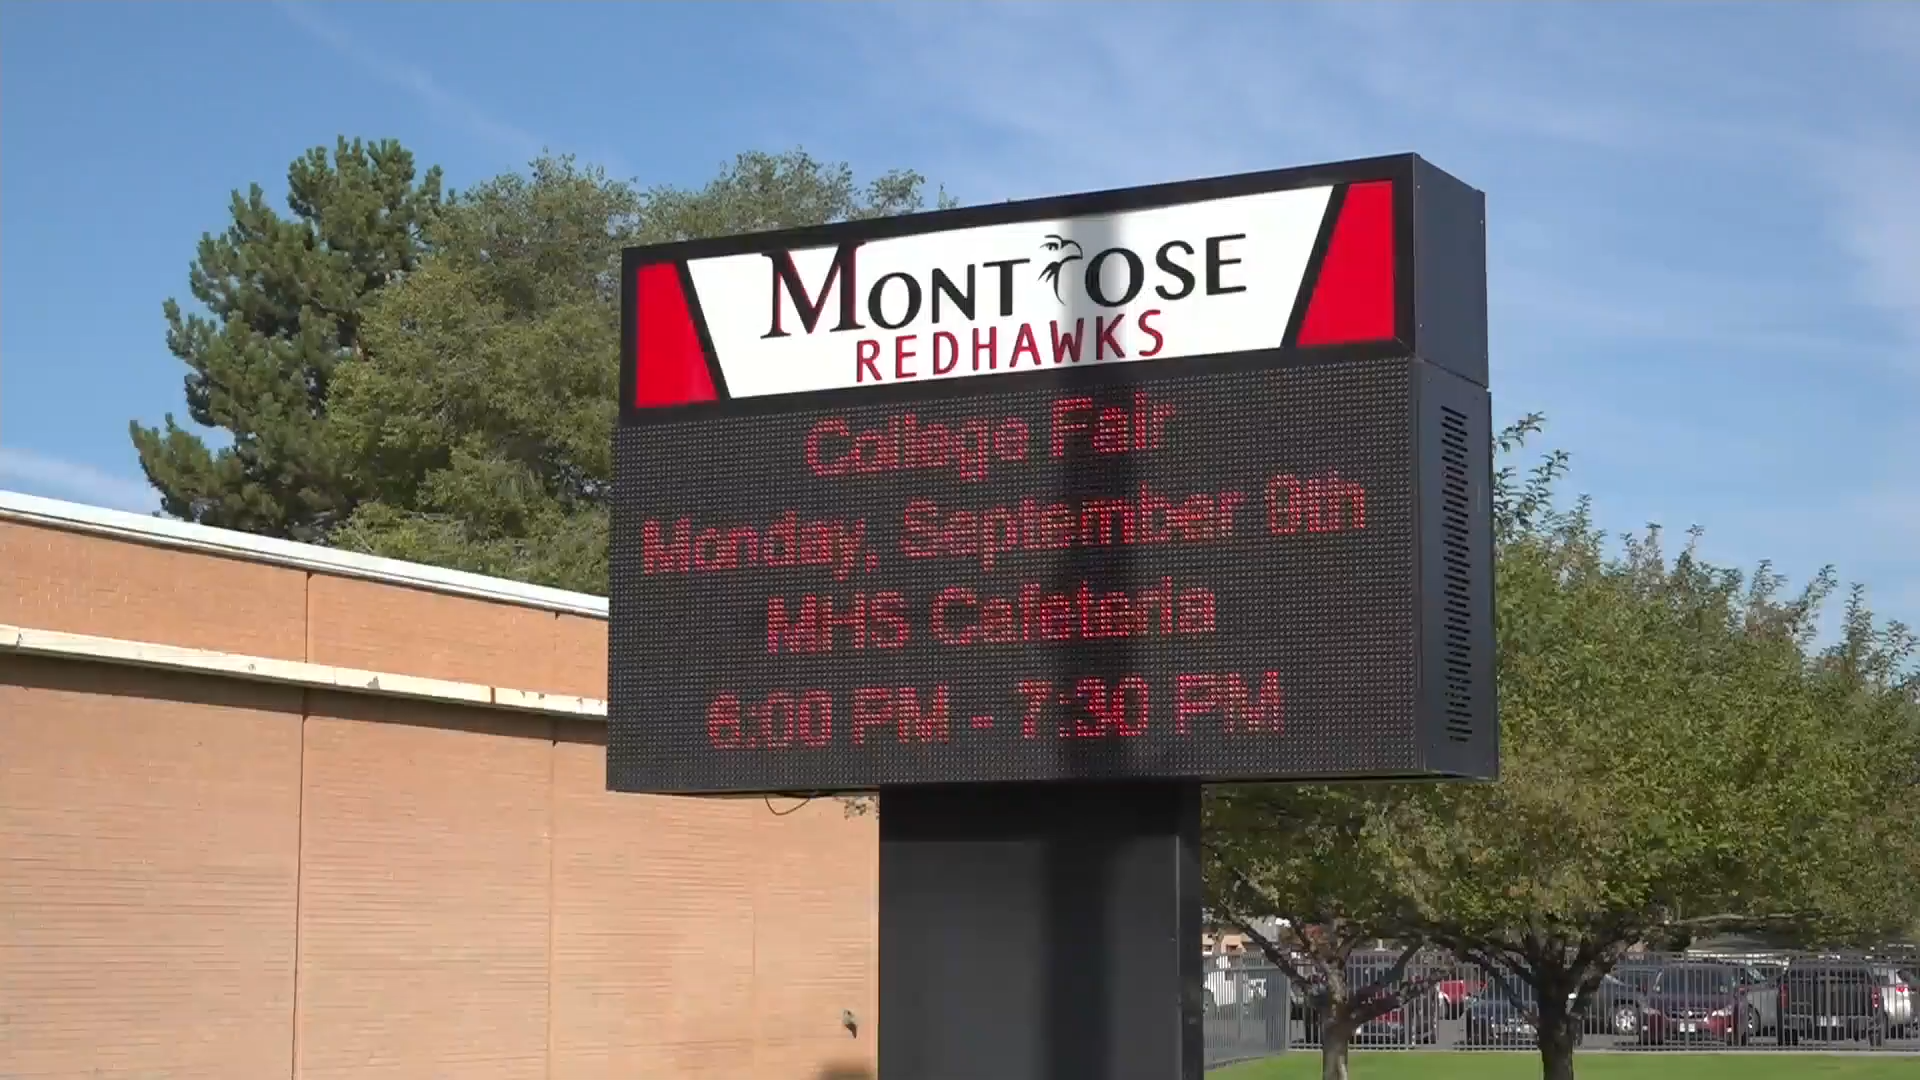 MONTROSE
REDHAWKS
College Fair
Monday, September 9th
MHS Cafeteria
6:00 PM - 7:30 PM